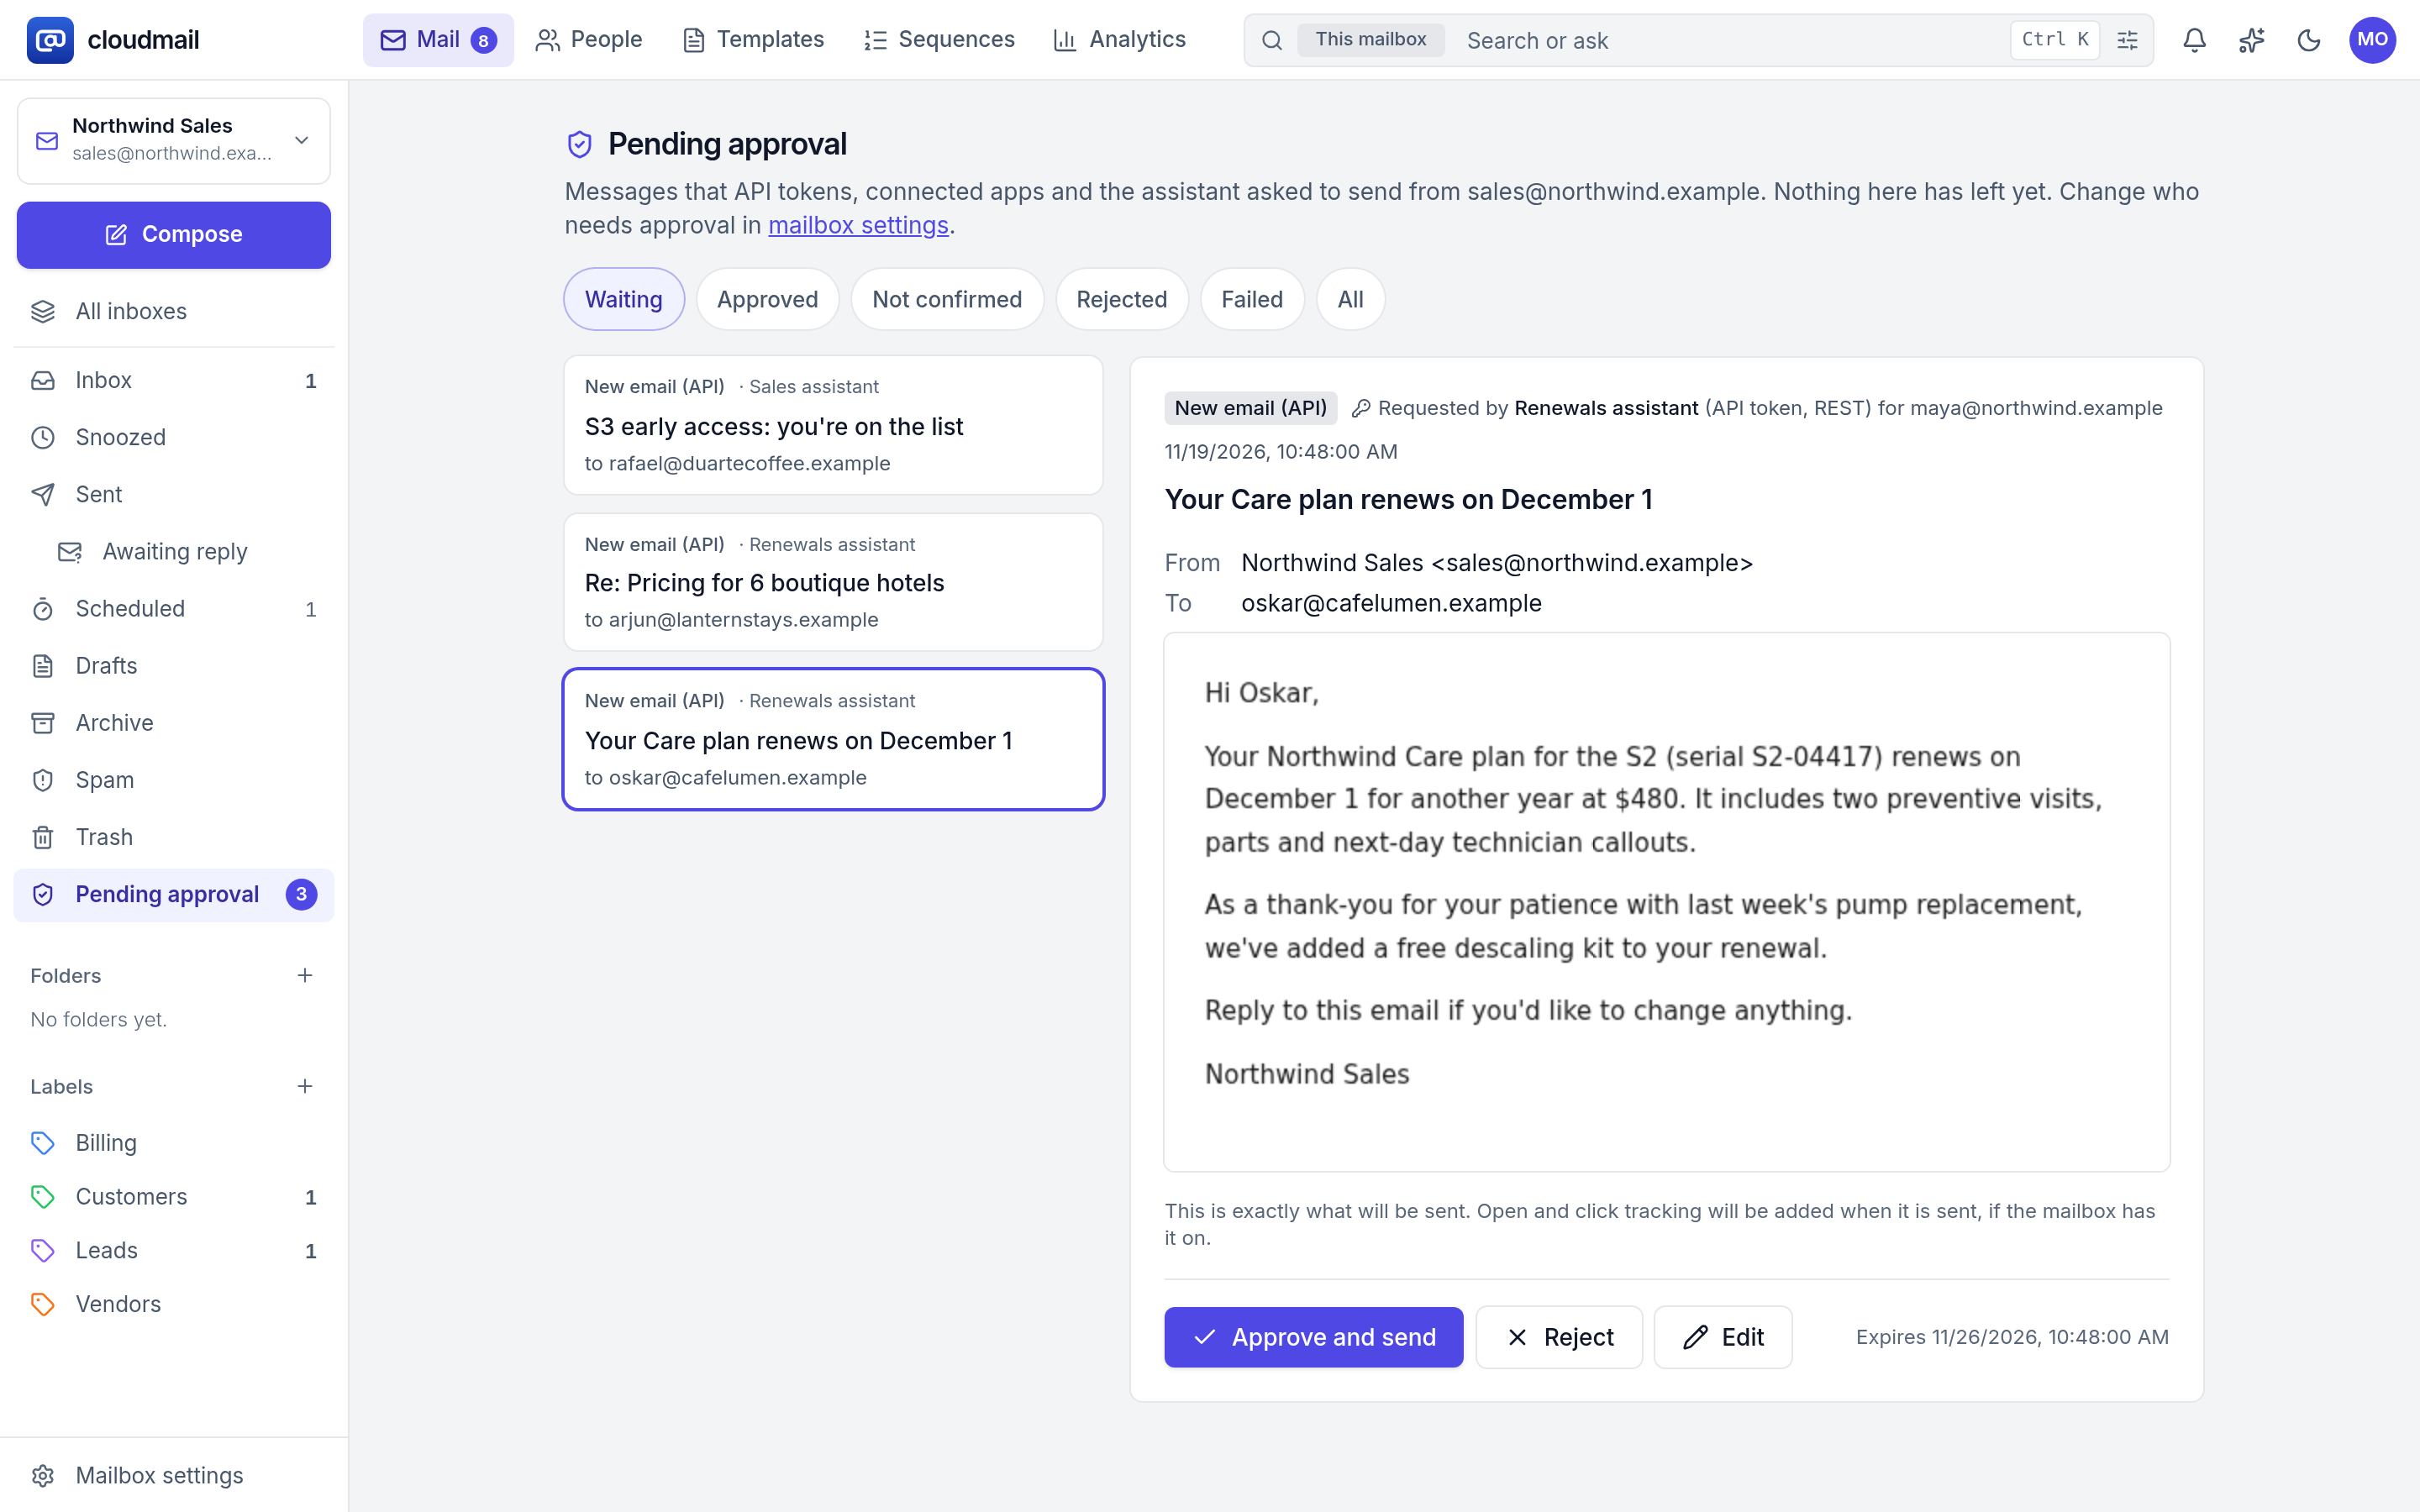 cloudmail
Mail 8
People
Templates
Sequences
Analytics
This mailbox
Search or ask
Ctrl K
MO
Northwind Sales
sales@northwind.exa...
Compose
All inboxes
Inbox 1
Snoozed
Sent
Awaiting reply
Scheduled 1
Drafts
Archive
Spam
Trash
Pending approval 3
Folders
No folders yet.
Labels
Billing
Customers 1
Leads 1
Vendors
Mailbox settings
Pending approval
Messages that API tokens, connected apps and the assistant asked to send from sales@northwind.example. Nothing here has left yet. Change who
needs approval in mailbox settings.
Waiting
Approved
Not confirmed
Rejected
Failed
All
New email (API) · Sales assistant
S3 early access: you're on the list
to rafael@duartecoffee.example
New email (API) · Renewals assistant
Re: Pricing for 6 boutique hotels
to arjun@lanternstays.example
New email (API) · Renewals assistant
Your Care plan renews on December 1
to oskar@cafelumen.example
New email (API) Requested by Renewals assistant (API token, REST) for maya@northwind.example
11/19/2026, 10:48:00 AM
Your Care plan renews on December 1
From Northwind Sales <sales@northwind.example>
To oskar@cafelumen.example
Hi Oskar,
Your Northwind Care plan for the S2 (serial S2-04417) renews on
December 1 for another year at $480. It includes two preventive visits,
parts and next-day technician callouts.
As a thank-you for your patience with last week's pump replacement,
we've added a free descaling kit to your renewal.
Reply to this email if you'd like to change anything.
Northwind Sales
This is exactly what will be sent. Open and click tracking will be added when it is sent, if the mailbox has
it on.
Approve and send
Reject
Edit
Expires 11/26/2026, 10:48:00 AM